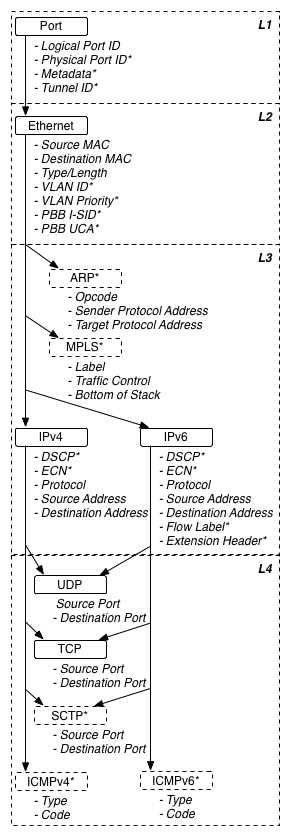 L1
Port
- Logical Port ID
- Physical Port ID*
- Metadata*
- Tunnel ID*
L2
Ethernet
- Source MAC
- Destination MAC
- Type/Length
- VLAN ID*
- VLAN Priority*
- PBB I-SID*
- PBB UCA*
L3
ARP*
- Opcode
- Sender Protocol Address
- Target Protocol Address
MPLS*
- Label
- Traffic Control
- Bottom of Stack
IPv4
- DSCP*
- ECN*
- Protocol
- Source Address
- Destination Address
IPv6
- DSCP*
- ECN*
- Protocol
- Source Address
- Destination Address
- Flow Label*
- Extension Header*
L4
UDP
Source Port
- Destination Port
TCP
- Source Port
- Destination Port
SCTP*
- Source Port
- Destination Port
ICMPv4*
- Type
- Code
ICMPv6*
- Type
- Code